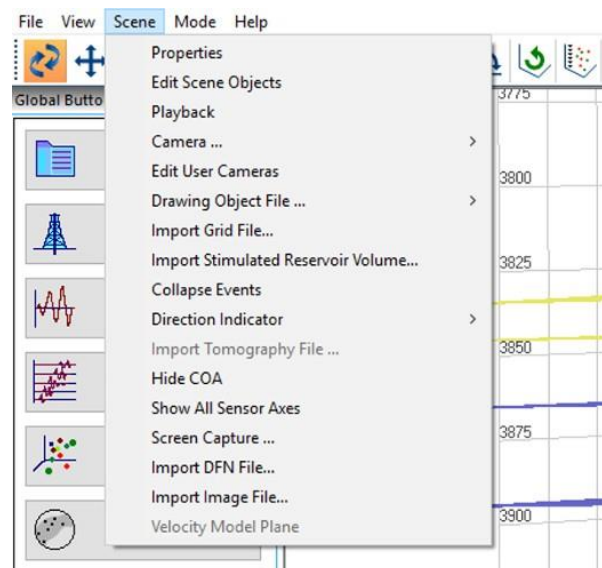 File View Scene Mode Help
Global Butto
Properties
Edit Scene Objects
Playback
Camera ...
Edit User Cameras
Drawing Object File ...
Import Grid File...
Import Stimulated Reservoir Volume...
Collapse Events
Direction Indicator
Import Tomography File ...
Hide COA
Show All Sensor Axes
Screen Capture ...
Import DFN File...
Import Image File...
Velocity Model Plane
3775
3800
3825
3850
3875
3900